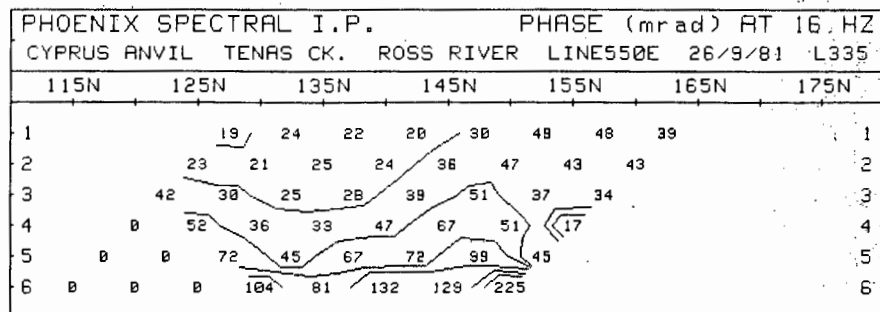 PHOENIX SPECTRAL I.P. PHASE (mrad) AT 16 HZ
CYPRUS ANVIL TENAS CK. ROSS RIVER LINE550E 26/9/81 L335
115N 125N 135N 145N 155N 165N 175N
1 19 24 22 20 30 49 48 39 1
2 23 21 25 24 36 47 43 43 2
3 42 30 25 28 39 51 37 34 3
4 0 52 36 33 47 67 51 17 4
5 0 0 72 45 67 72 99 45 5
6 0 0 0 104 81 132 129 225 6